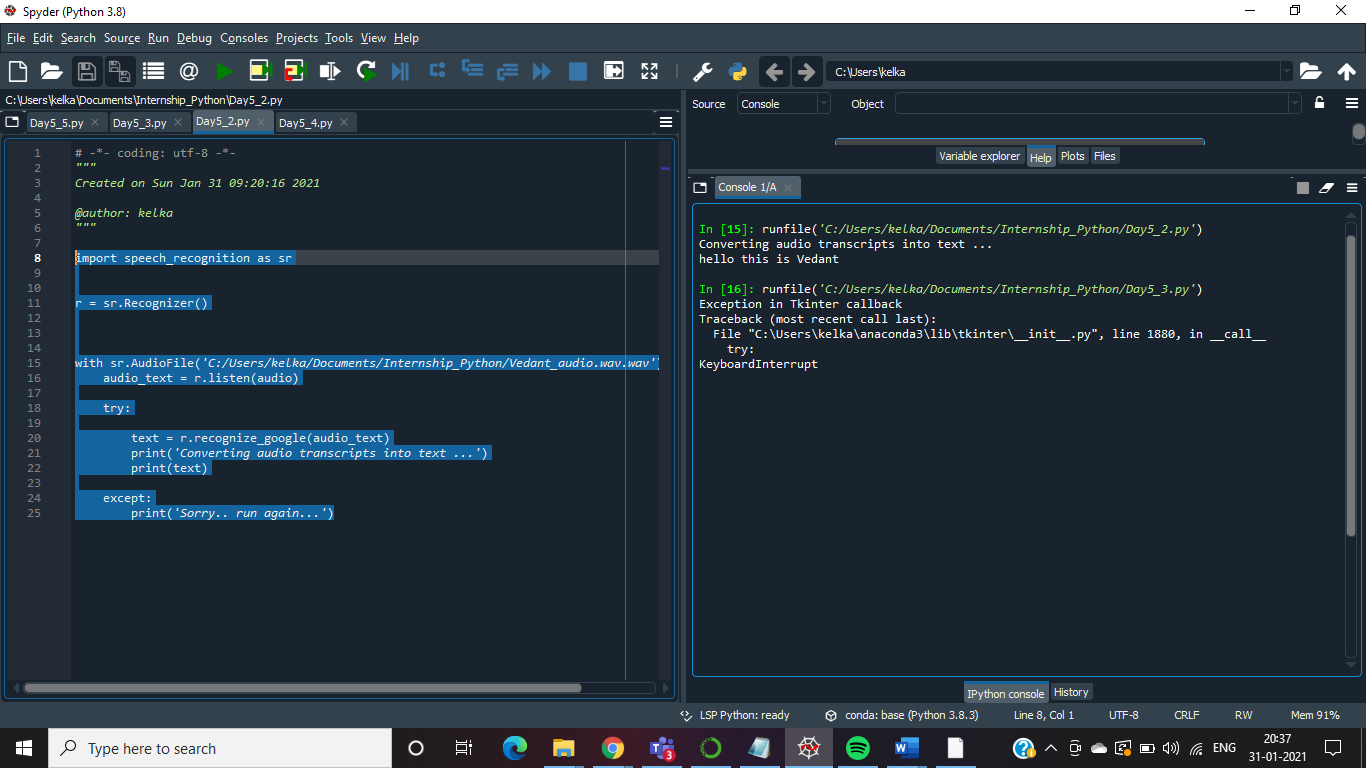 Spyder (Python 3.8)
File Edit Search Source Run Debug Consoles Projects Tools View Help
C:\Users\kelka
C:\Users\kelka\Documents\Internship_Python\Day5_2.py
Day5_5.py Day5_3.py Day5_2.py Day5_4.py
1 # -*- coding: utf-8 -*-
2 """
3 Created on Sun Jan 31 09:20:16 2021
4
5 @author: kelka
6 """
7
8 import speech_recognition as sr
9
10
11 r = sr.Recognizer()
12
13
14
15 with sr.AudioFile('C:/Users/kelka/Documents/Internship_Python/Vedant_audio.wav.wav')
16     audio_text = r.listen(audio)
17
18     try:
19
20         text = r.recognize_google(audio_text)
21         print('Converting audio transcripts into text ...')
22         print(text)
23
24     except:
25         print('Sorry.. run again...')
Source Console Object
Variable explorer Help Plots Files
Console 1/A
In [15]: runfile('C:/Users/kelka/Documents/Internship_Python/Day5_2.py')
Converting audio transcripts into text ...
hello this is Vedant
In [16]: runfile('C:/Users/kelka/Documents/Internship_Python/Day5_3.py')
Exception in Tkinter callback
Traceback (most recent call last):
  File "C:\Users\kelka\anaconda3\lib\tkinter\__init__.py", line 1880, in __call__
    try:
KeyboardInterrupt
IPython console History
LSP Python: ready conda: base (Python 3.8.3) Line 8, Col 1 UTF-8 CRLF RW Mem 91%
Type here to search
3
ENG
20:37
31-01-2021